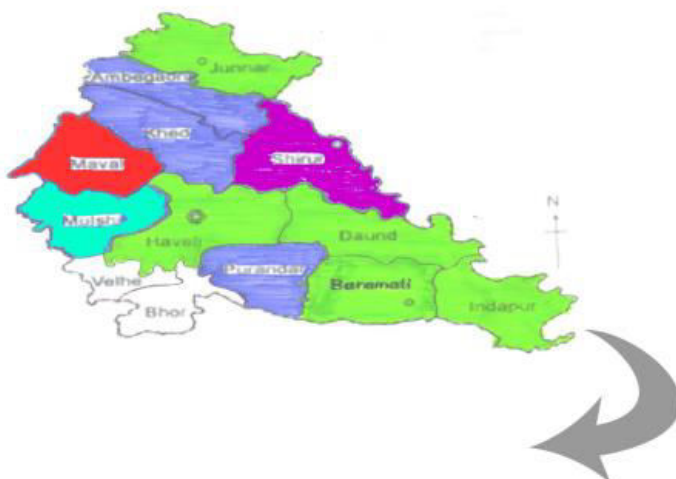 Junnar
Ambegaon
Khed
Maval
Shirur
Mulshi
Haveli
Daund
N
Velhe
Purandar
Baramati
Indapur
Bhor